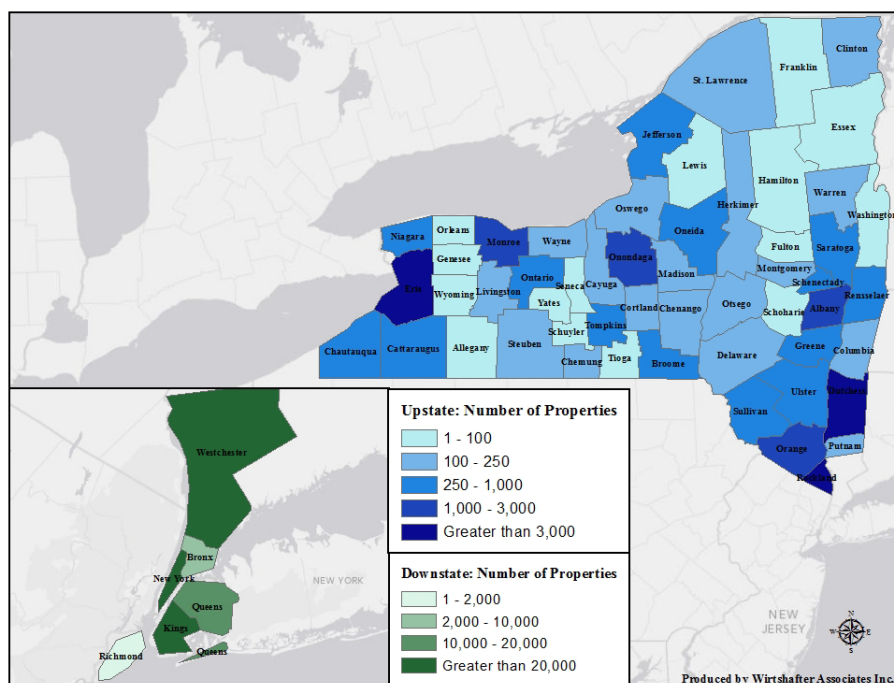 Clinton
Franklin
St. Lawrence
Essex
Jefferson
Lewis
Hamilton
Warren
Herkimer
Washington
Oswego
Oneida
Niagara
Orleans
Monroe
Wayne
Fulton
Saratoga
Genesee
Onondaga
Madison
Montgomery
Schenectady
Erie
Ontario
Seneca
Cayuga
Wyoming
Livingston
Yates
Otsego
Albany
Rensselaer
Schoharie
Cortland
Chenango
Schuyler
Tompkins
Chautauqua
Cattaraugus
Allegany
Steuben
Chemung
Tioga
Broome
Delaware
Greene
Columbia
Ulster
Dutchess
Sullivan
Orange
Putnam
Rockland
Westchester
Bronx
New York
Queens
Kings
Queens
Richmond
NEW YORK
Upstate: Number of Properties
1 - 100
100 - 250
250 - 1,000
1,000 - 3,000
Greater than 3,000
Downstate: Number of Properties
1 - 2,000
2,000 - 10,000
10,000 - 20,000
Greater than 20,000
NEW
JERSEY
N
W E
S
Produced by Wirtshafter Associates Inc.